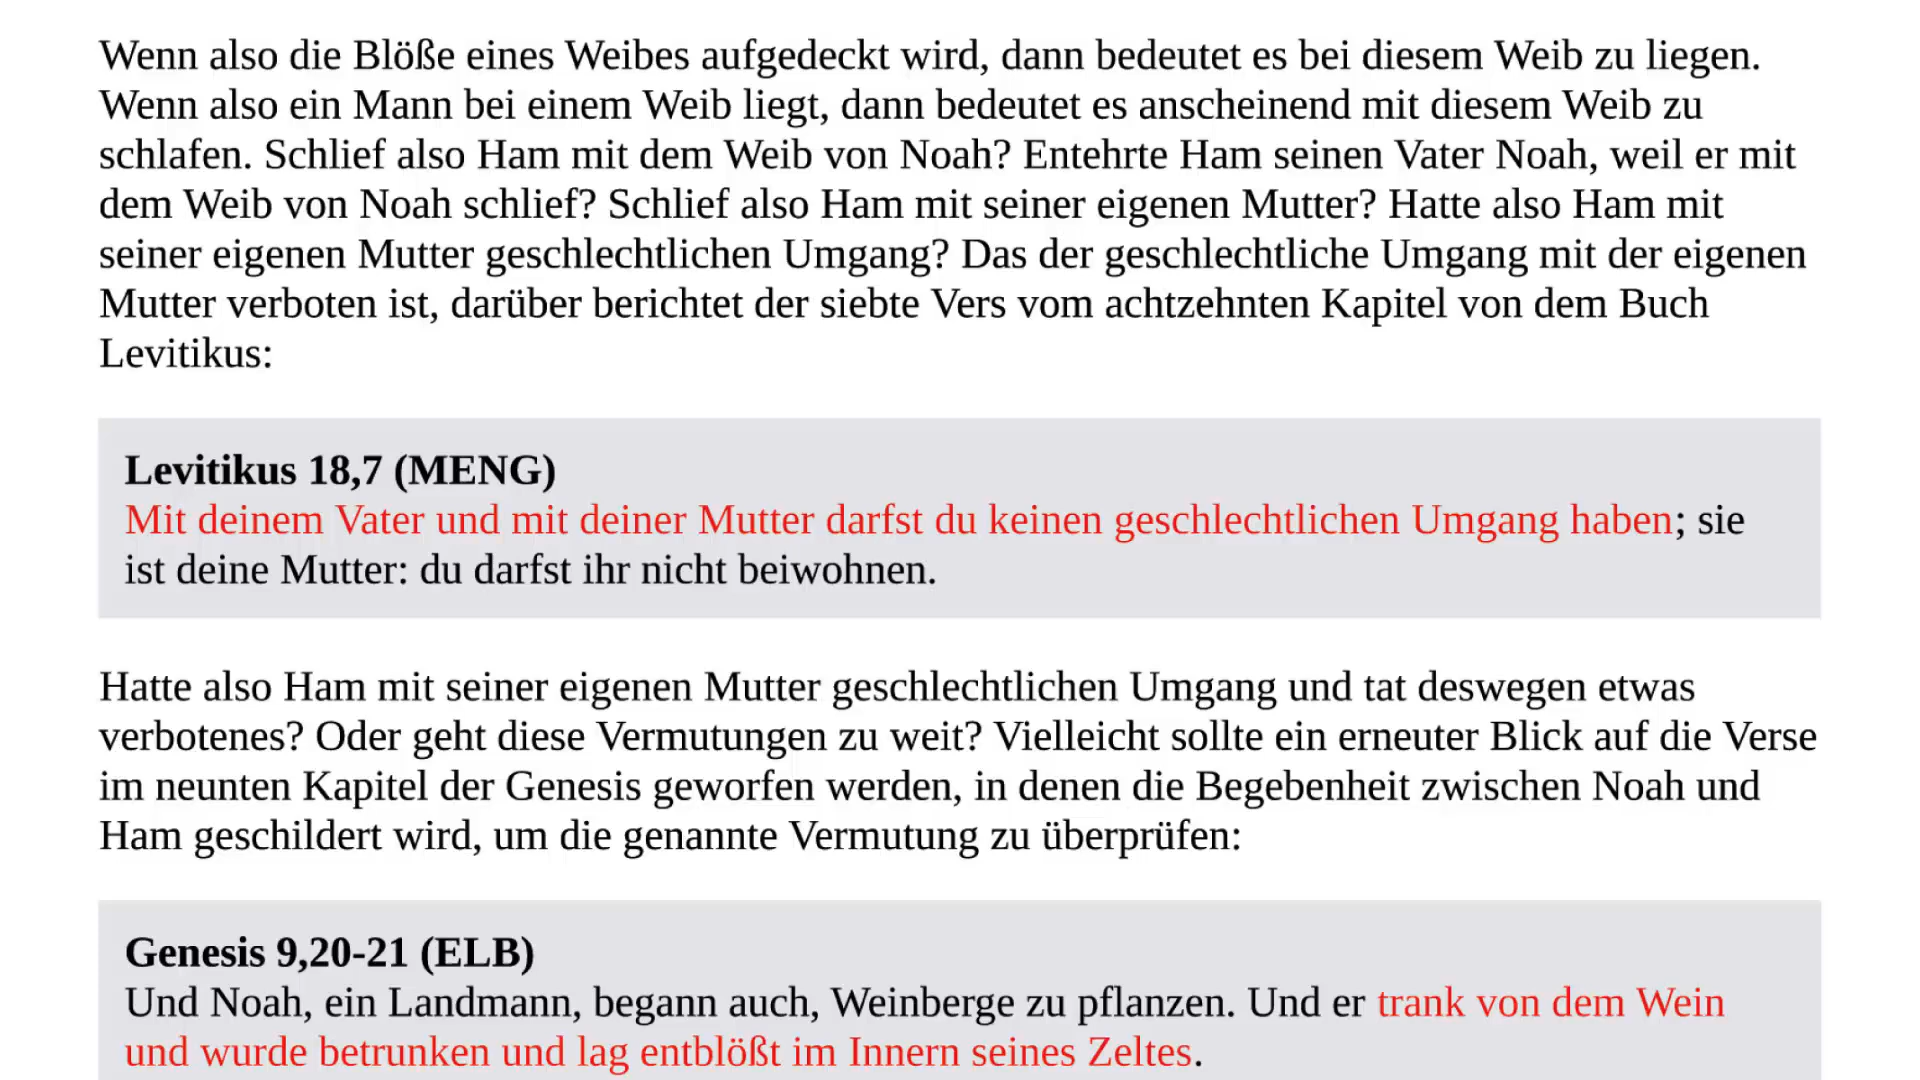 Wenn also die Blöße eines Weibes aufgedeckt wird, dann bedeutet es bei diesem Weib zu liegen.
Wenn also ein Mann bei einem Weib liegt, dann bedeutet es anscheinend mit diesem Weib zu
schlafen. Schlief also Ham mit dem Weib von Noah? Entehrte Ham seinen Vater Noah, weil er mit
dem Weib von Noah schlief? Schlief also Ham mit seiner eigenen Mutter? Hatte also Ham mit
seiner eigenen Mutter geschlechtlichen Umgang? Das der geschlechtliche Umgang mit der eigenen
Mutter verboten ist, darüber berichtet der siebte Vers vom achtzehnten Kapitel von dem Buch
Levitikus:
Levitikus 18,7 (MENG)
Mit deinem Vater und mit deiner Mutter darfst du keinen geschlechtlichen Umgang haben; sie
ist deine Mutter: du darfst ihr nicht beiwohnen.
Hatte also Ham mit seiner eigenen Mutter geschlechtlichen Umgang und tat deswegen etwas
verbotenes? Oder geht diese Vermutungen zu weit? Vielleicht sollte ein erneuter Blick auf die Verse
im neunten Kapitel der Genesis geworfen werden, in denen die Begebenheit zwischen Noah und
Ham geschildert wird, um die genannte Vermutung zu überprüfen:
Genesis 9,20-21 (ELB)
Und Noah, ein Landmann, begann auch, Weinberge zu pflanzen. Und er trank von dem Wein
und wurde betrunken und lag entblößt im Innern seines Zeltes.